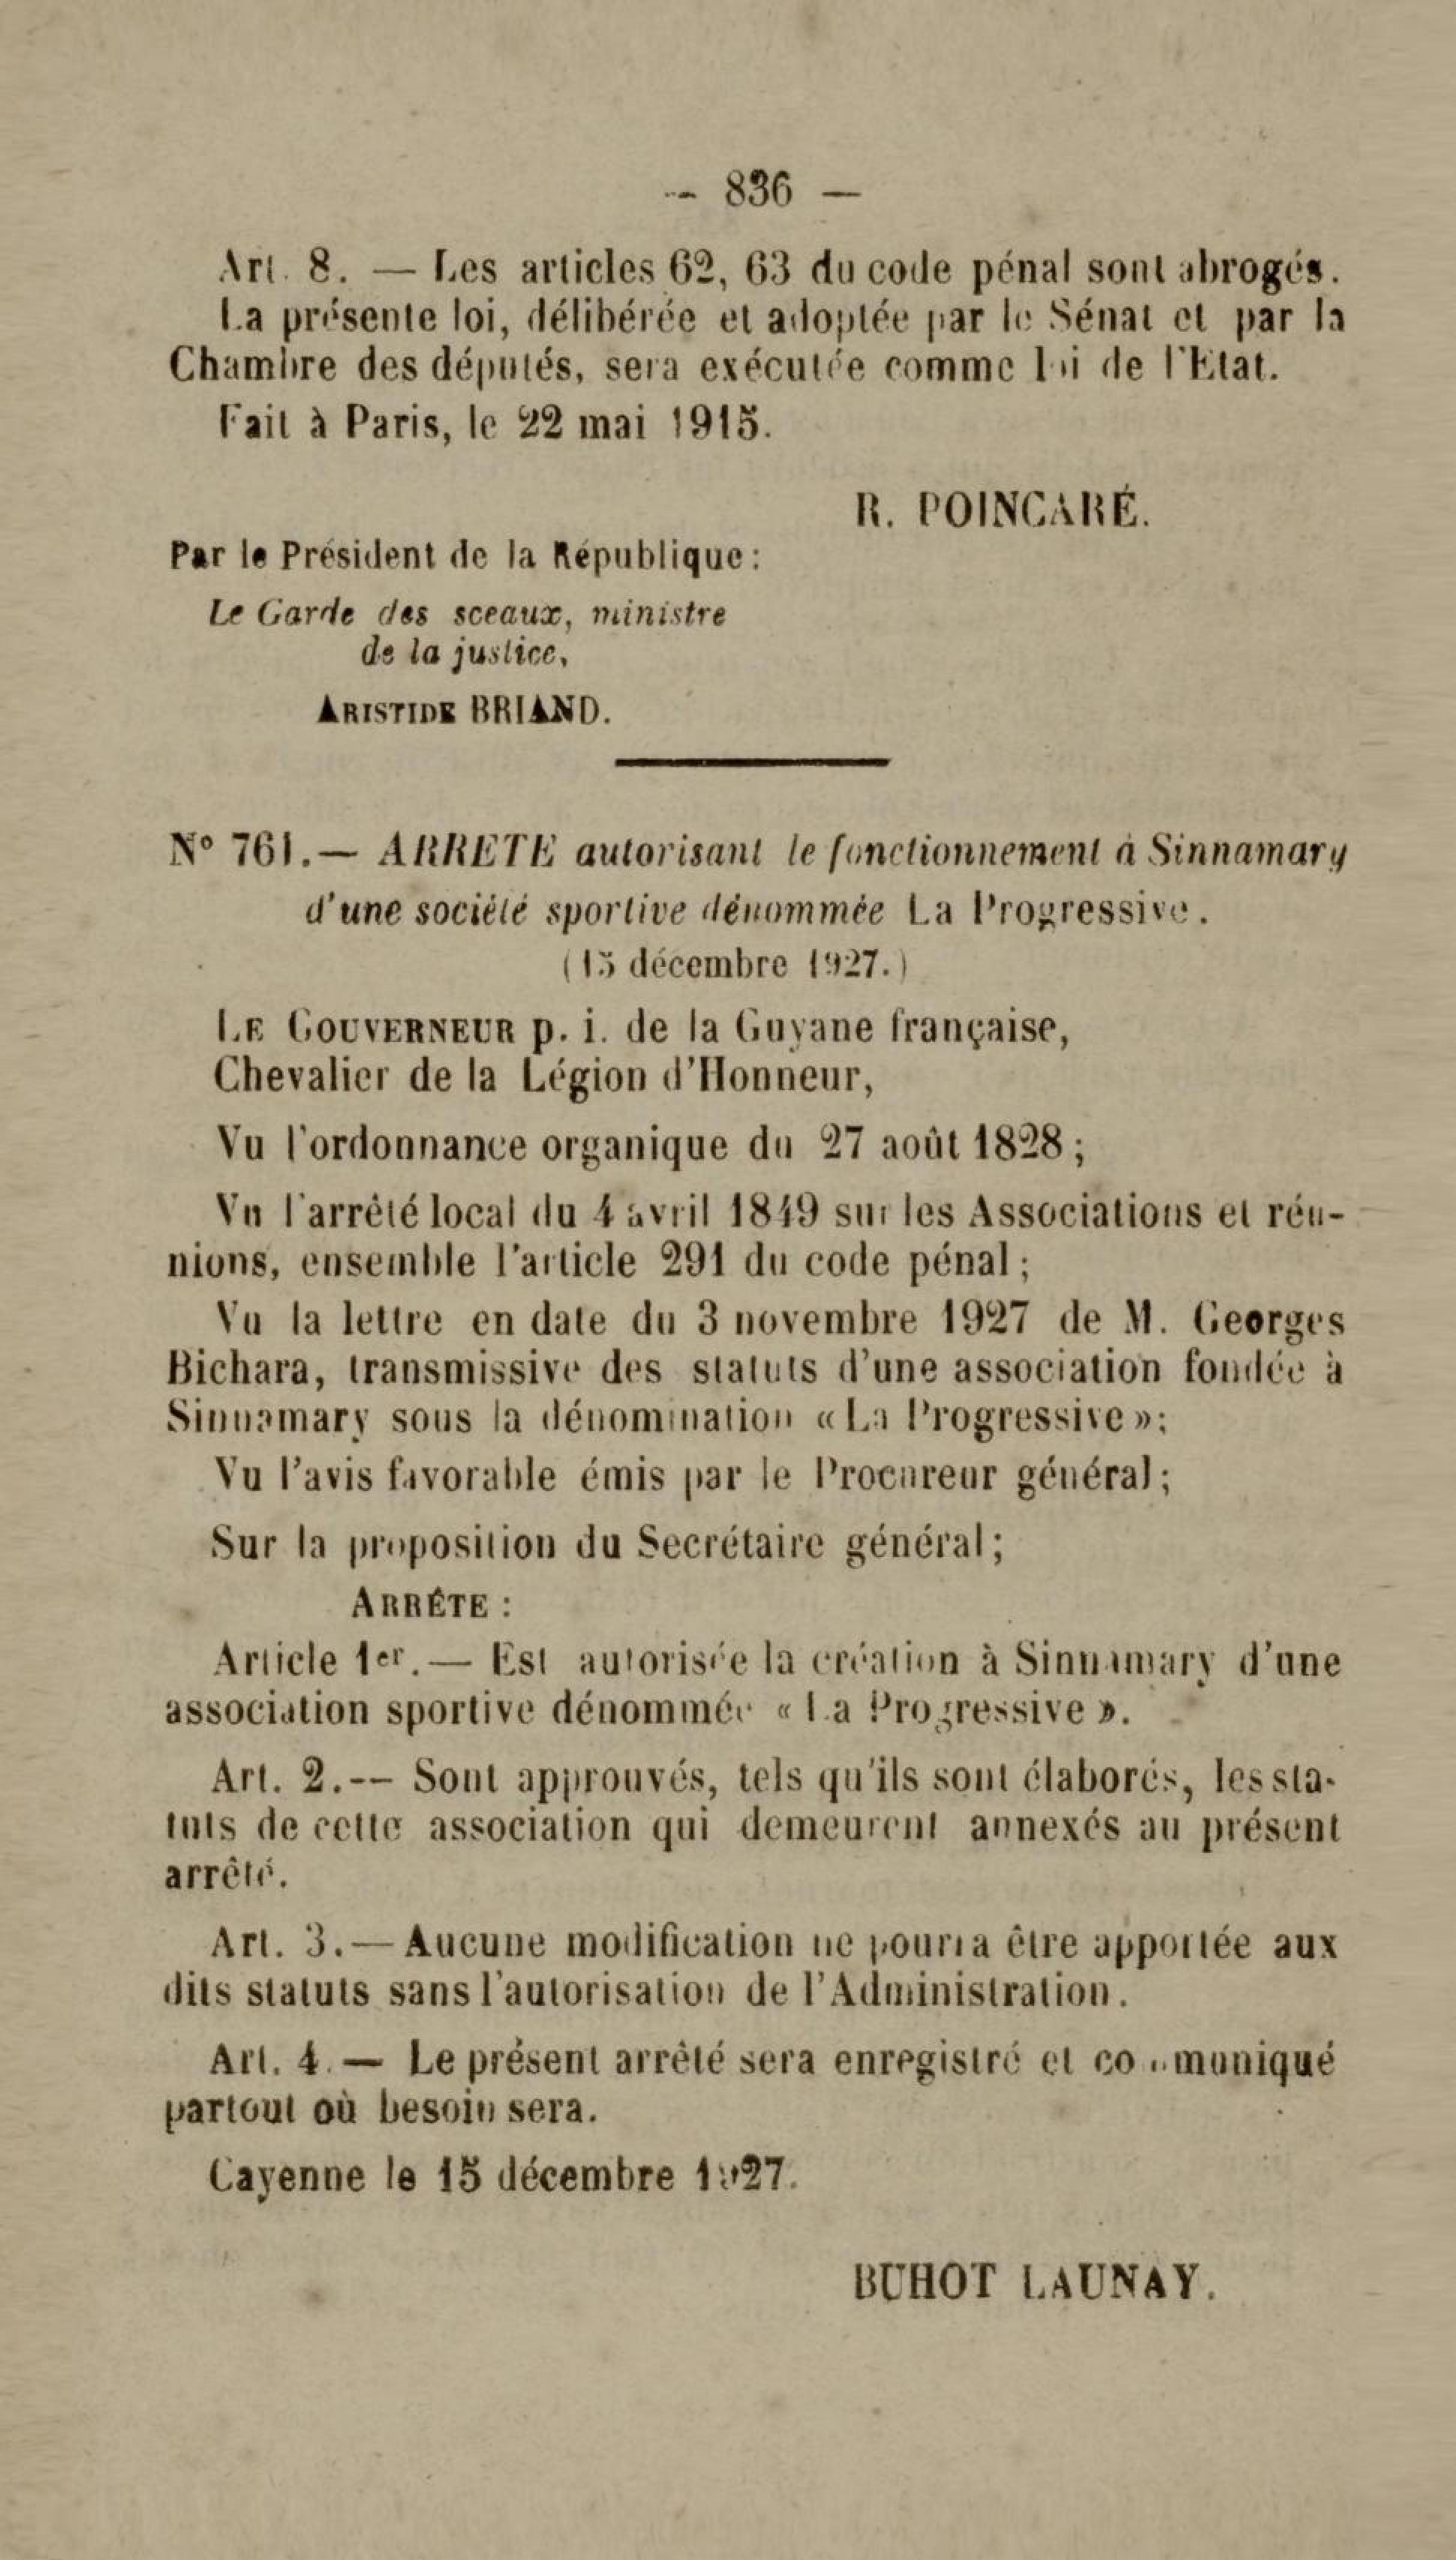 — 836 —
Art. 8. — Les articles 62, 63 du code pénal sont abrogés.
La présente loi, délibérée et adoptée par le Sénat et par la
Chambre des députés, sera exécutée comme loi de l'Etat.
Fait à Paris, le 22 mai 1915.
R. POINCARÉ.
Par le Président de la République :
Le Garde des sceaux, ministre
de la justice,
ARISTIDE BRIAND.
N° 761.— ARRETE autorisant le fonctionnement à Sinnamary
d'une société sportive dénommée La Progressive.
(15 décembre 1927.)
LE GOUVERNEUR p. i. de la Guyane française,
Chevalier de la Légion d'Honneur,
Vu l'ordonnance organique du 27 août 1828 ;
Vu l'arrêté local du 4 avril 1849 sur les Associations et réu-
nions, ensemble l'article 291 du code pénal ;
Vu la lettre en date du 3 novembre 1927 de M. Georges
Bichara, transmissive des statuts d'une association fondée à
Sinnamary sous la dénomination « La Progressive » ;
Vu l'avis favorable émis par le Procureur général ;
Sur la proposition du Secrétaire général ;
ARRÊTE :
Article 1er.— Est autorisée la création à Sinnamary d'une
association sportive dénommée « La Progressive ».
Art. 2.-- Sont approuvés, tels qu'ils sont élaborés, les sta-
tuts de cette association qui demeurent annexés au présent
arrêté.
Art. 3.— Aucune modification ne pourra être apportée aux
dits statuts sans l'autorisation de l'Administration.
Art. 4. — Le présent arrêté sera enregistré et communiqué
partout où besoin sera.
Cayenne le 15 décembre 1927.
BUHOT LAUNAY.